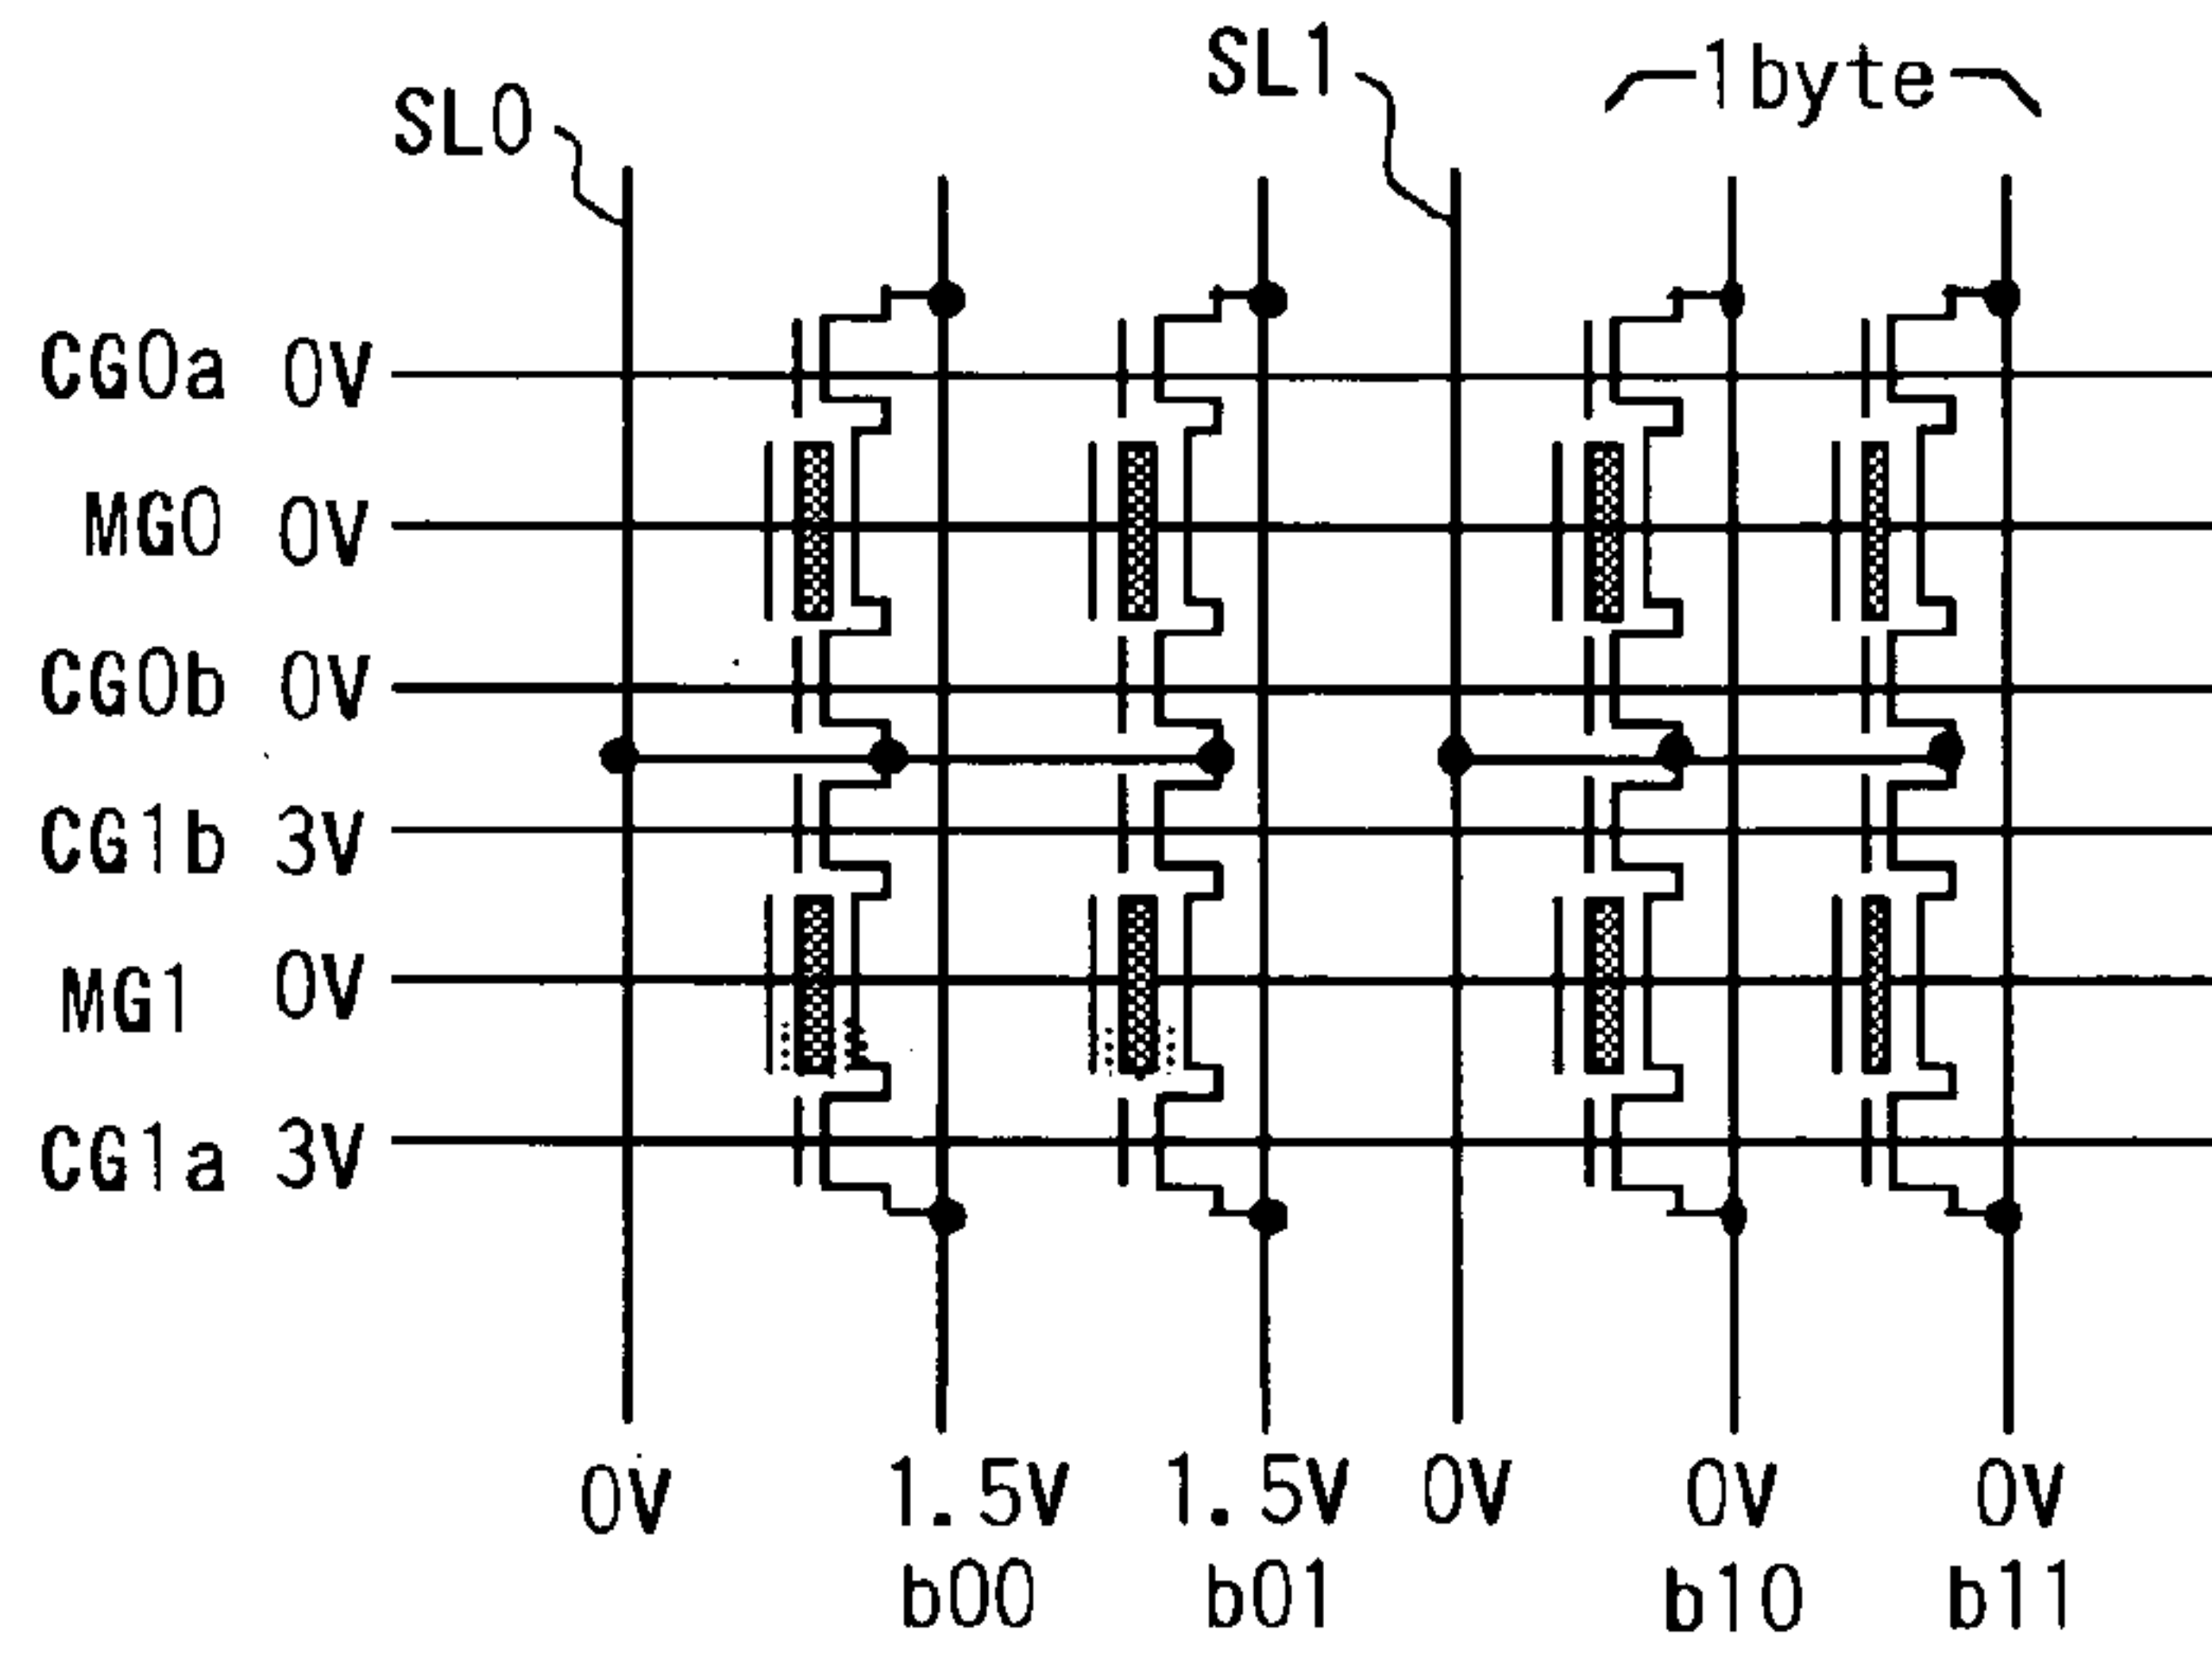 SL0
SL1
1byte
CG0a 0V
MG0 0V
CG0b 0V
CG1b 3V
MG1 0V
CG1a 3V
0V 1.5V 1.5V 0V 0V 0V
b00 b01 b10 b11